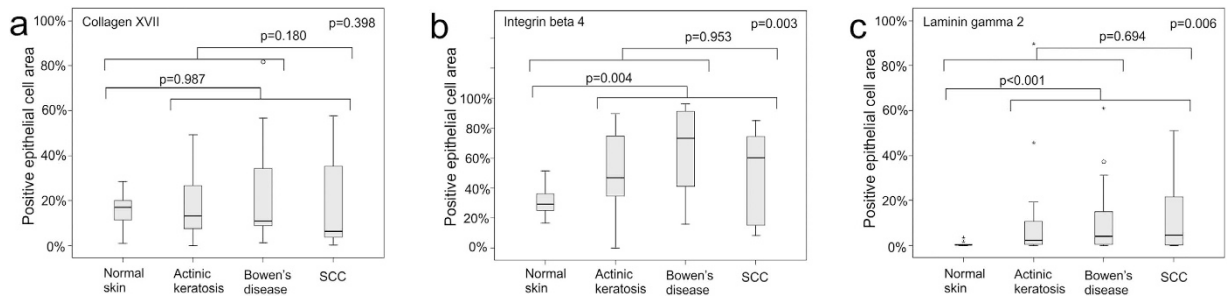 a
Collagen XVII
p=0.398
p=0.180
p=0.987
Positive epithelial cell area
100%
80%
60%
40%
20%
0%
Normal
skin
Actinic
keratosis
Bowen's
disease
SCC
b
Integrin beta 4
p=0.003
p=0.953
p=0.004
Positive epithelial cell area
100%
80%
60%
40%
20%
0%
Normal
skin
Actinic
keratosis
Bowen's
disease
SCC
c
Laminin gamma 2
p=0.006
p=0.694
p<0.001
Positive epithelial cell area
100%
80%
60%
40%
20%
0%
Normal
skin
Actinic
keratosis
Bowen's
disease
SCC